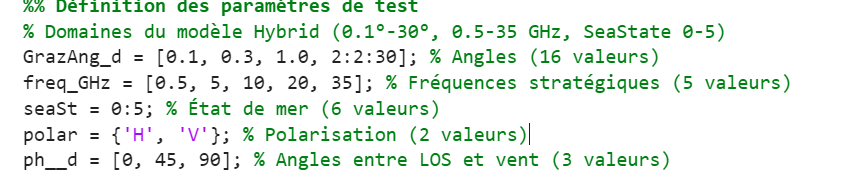 %% Définition des paramètres de test
% Domaines du modèle Hybrid (0.1°-30°, 0.5-35 GHz, SeaState 0-5)
GrazAng_d = [0.1, 0.3, 1.0, 2:2:30]; % Angles (16 valeurs)
freq_GHz = [0.5, 5, 10, 20, 35]; % Fréquences stratégiques (5 valeurs)
seaSt = 0:5; % État de mer (6 valeurs)
polar = {'H', 'V'}; % Polarisation (2 valeurs)
ph__d = [0, 45, 90]; % Angles entre LOS et vent (3 valeurs)